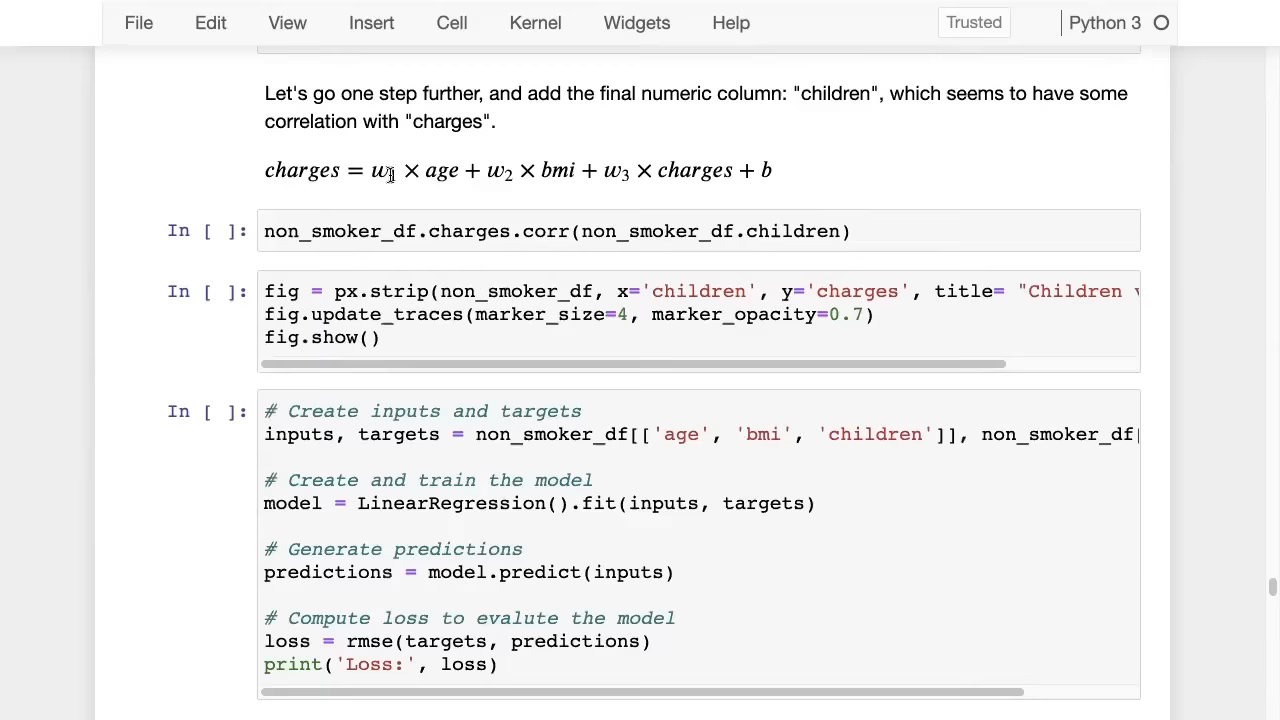 File Edit View Insert Cell Kernel Widgets Help Trusted Python 3
Let's go one step further, and add the final numeric column: "children", which seems to have some
correlation with "charges".
charges = w₁ × age + w₂ × bmi + w₃ × charges + b
In [ ]: non_smoker_df.charges.corr(non_smoker_df.children)
In [ ]: fig = px.strip(non_smoker_df, x='children', y='charges', title= "Children
fig.update_traces(marker_size=4, marker_opacity=0.7)
fig.show()
In [ ]: # Create inputs and targets
inputs, targets = non_smoker_df[['age', 'bmi', 'children']], non_smoker_df[
# Create and train the model
model = LinearRegression().fit(inputs, targets)
# Generate predictions
predictions = model.predict(inputs)
# Compute loss to evalute the model
loss = rmse(targets, predictions)
print('Loss:', loss)